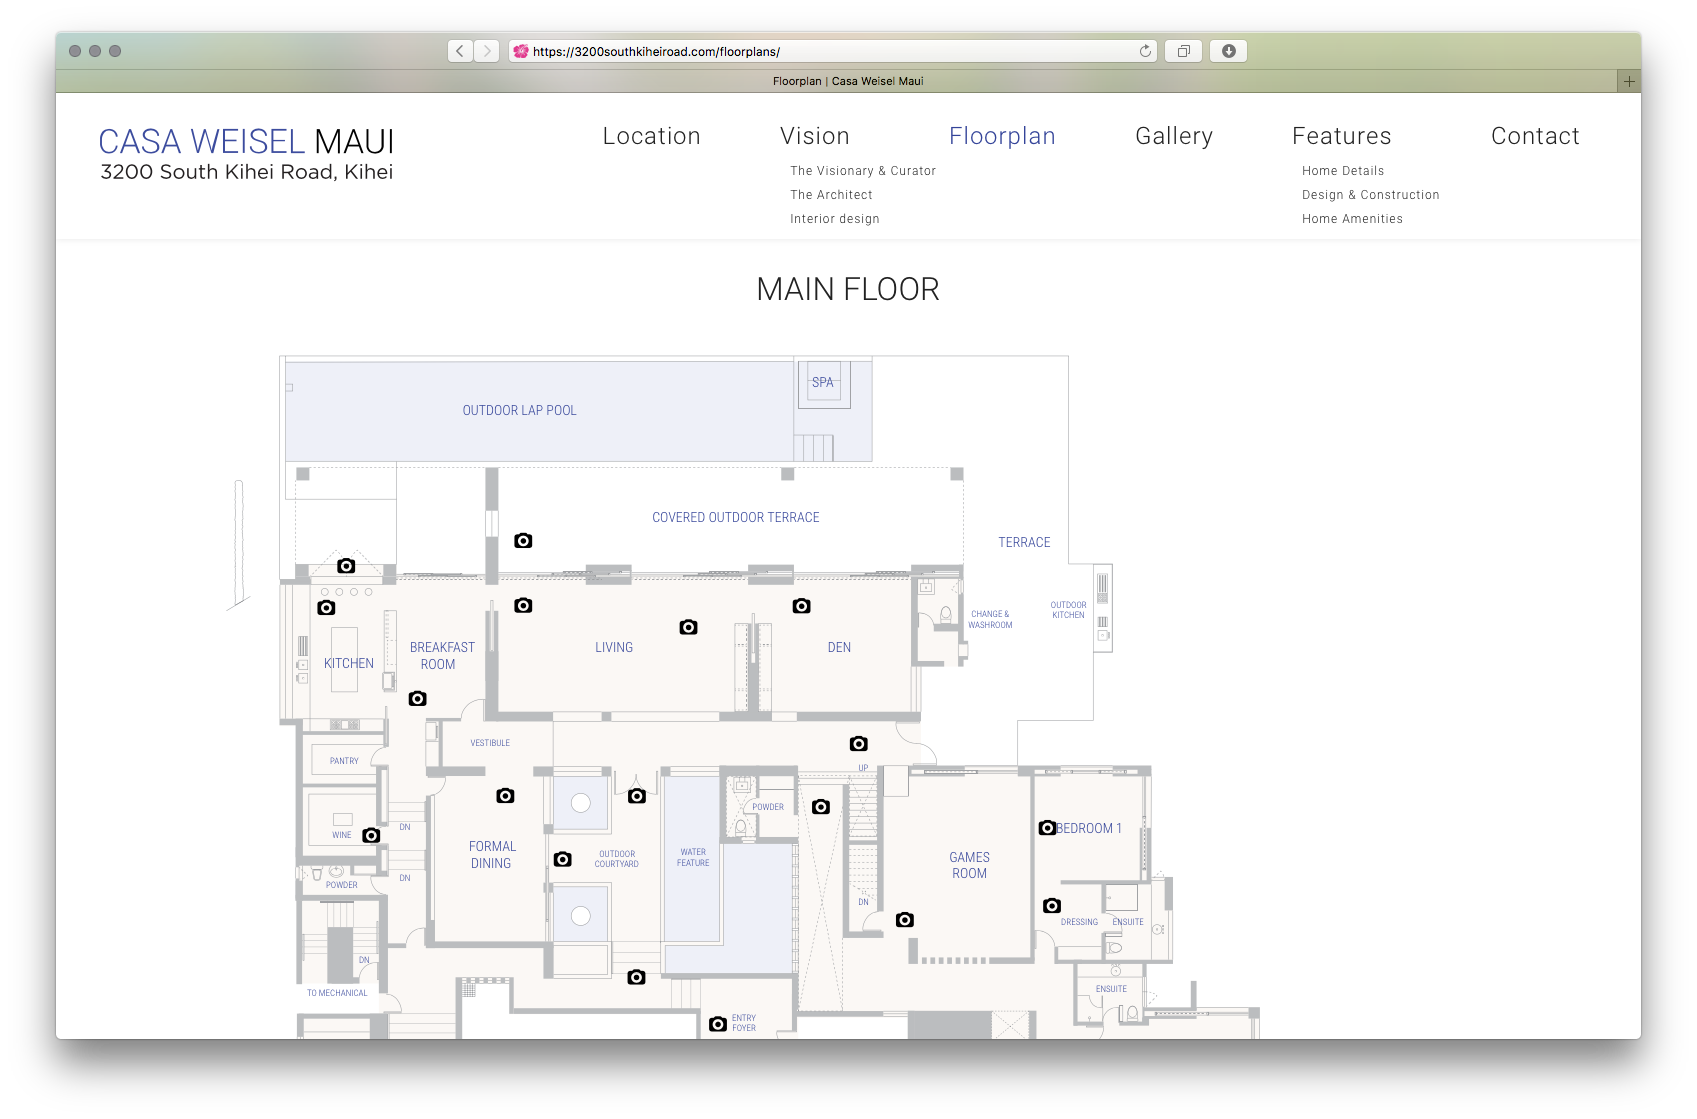 https://3200southkiheiroad.com/floorplans/
Floorplan | Casa Weisel Maui
CASA WEISEL MAUI
3200 South Kihei Road, Kihei
Location
Vision
The Visionary & Curator
The Architect
Interior design
Floorplan
Gallery
Features
Home Details
Design & Construction
Home Amenities
Contact
MAIN FLOOR
SPA
OUTDOOR LAP POOL
COVERED OUTDOOR TERRACE
TERRACE
OUTDOOR
KITCHEN
CHANGE &
WASHROOM
KITCHEN
BREAKFAST
ROOM
LIVING
DEN
VESTIBULE
PANTRY
UP
WINE
DN
POWDER
BEDROOM 1
FORMAL
DINING
OUTDOOR
COURTYARD
WATER
FEATURE
GAMES
ROOM
POWDER
DN
DN
DRESSING
ENSUITE
DN
TO MECHANICAL
ENSUITE
ENTRY
FOYER